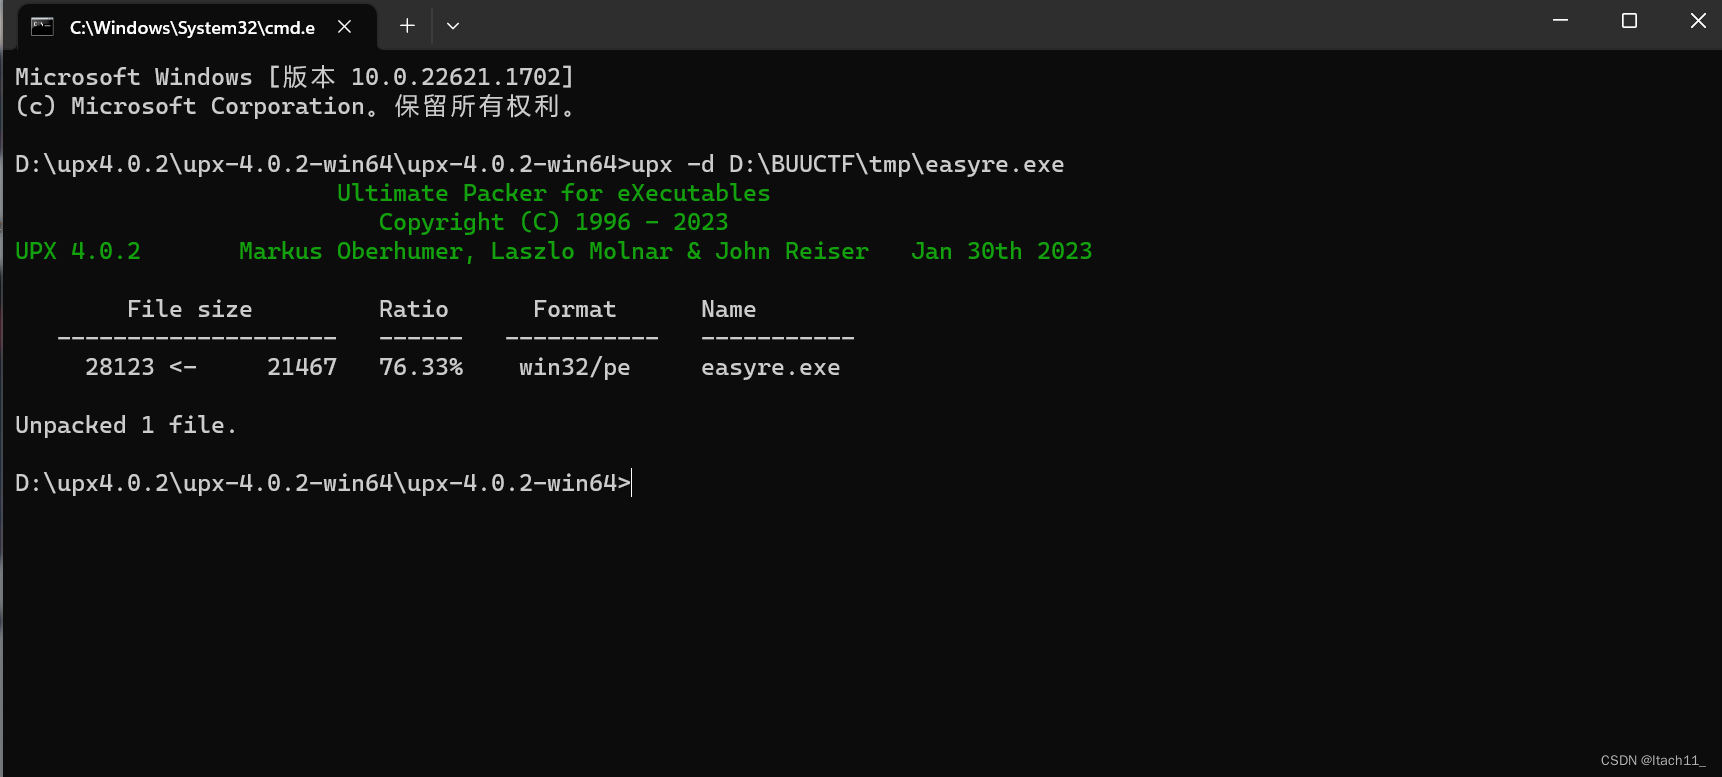 C:\Windows\System32\cmd.e
Microsoft Windows [版本 10.0.22621.1702]
(c) Microsoft Corporation。保留所有权利。
D:\upx4.0.2\upx-4.0.2-win64\upx-4.0.2-win64>upx -d D:\BUUCTF\tmp\easyre.exe
Ultimate Packer for eXecutables
Copyright (C) 1996 - 2023
UPX 4.0.2 Markus Oberhumer, Laszlo Molnar & John Reiser Jan 30th 2023
File size Ratio Format Name
-------------------- ------ ----------- -----------
28123 <- 21467 76.33% win32/pe easyre.exe
Unpacked 1 file.
D:\upx4.0.2\upx-4.0.2-win64\upx-4.0.2-win64>
CSDN @Itach11_